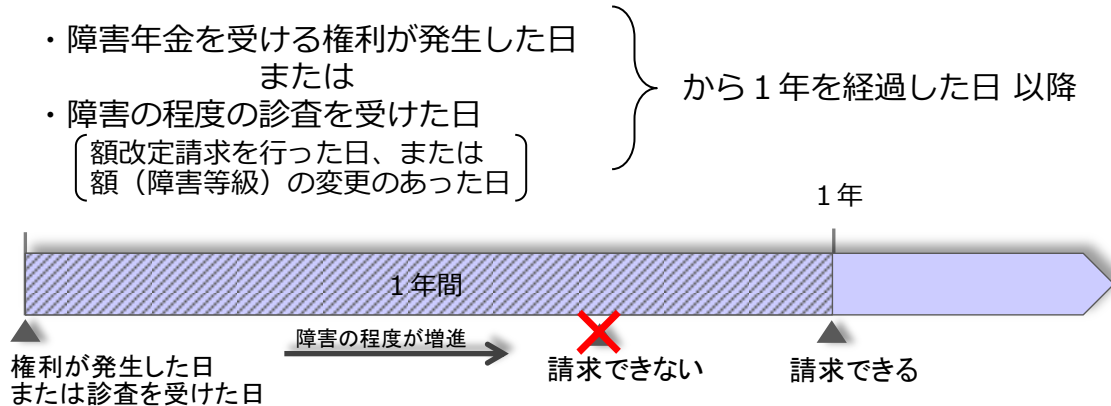 ・障害年金を受ける権利が発生した日
または
・障害の程度の診査を受けた日
額改定請求を行った日、または
額（障害等級）の変更のあった日
から１年を経過した日 以降
１年
１年間
障害の程度が増進
権利が発生した日
または診査を受けた日
請求できない
請求できる